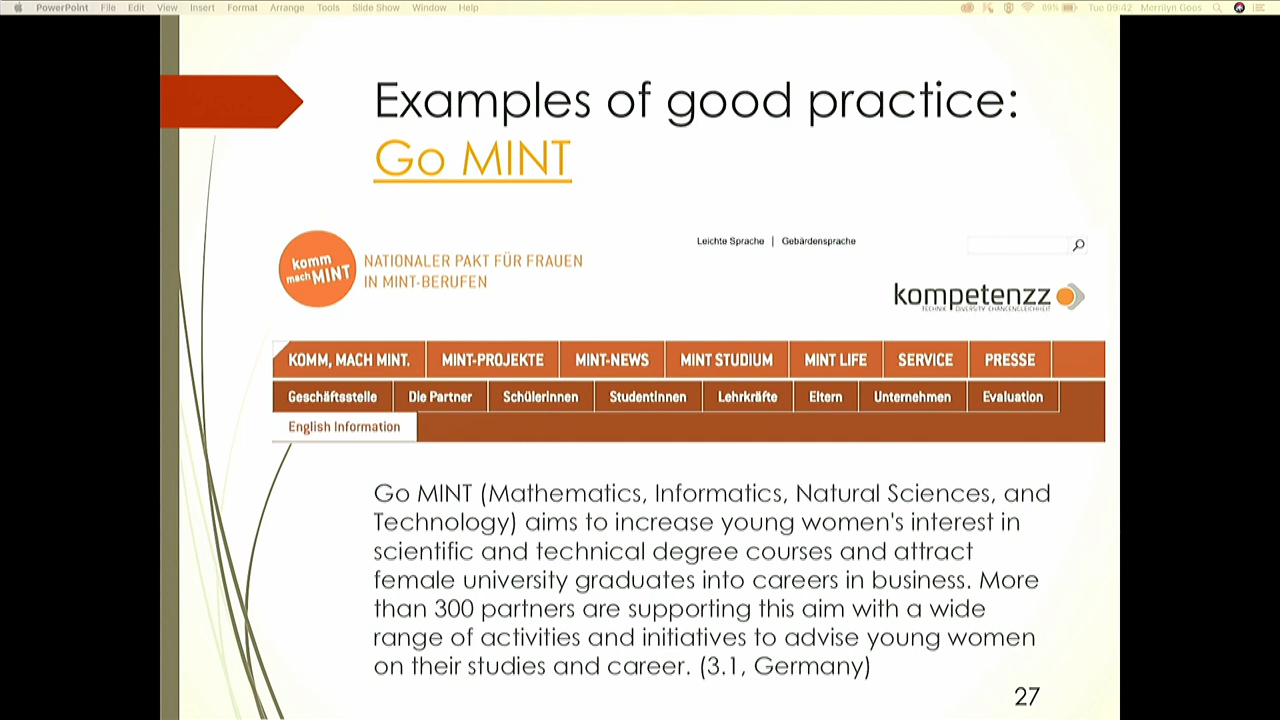 PowerPoint File Edit View Insert Format Arrange Tools Slide Show Window Help 89% Tue 09:42 Merrilyn Goos
Examples of good practice:
Go MINT
Leichte Sprache | Gebärdensprache
komm
mach MINT
NATIONALER PAKT FÜR FRAUEN
IN MINT-BERUFEN
kompetenzz
TECHNIK DIVERSITY CHANCENGLEICHHEIT
KOMM, MACH MINT. MINT-PROJEKTE MINT-NEWS MINT STUDIUM MINT LIFE SERVICE PRESSE
Geschäftsstelle Die Partner Schülerinnen Studentinnen Lehrkräfte Eltern Unternehmen Evaluation
English Information
Go MINT (Mathematics, Informatics, Natural Sciences, and
Technology) aims to increase young women's interest in
scientific and technical degree courses and attract
female university graduates into careers in business. More
than 300 partners are supporting this aim with a wide
range of activities and initiatives to advise young women
on their studies and career. (3.1, Germany)
27